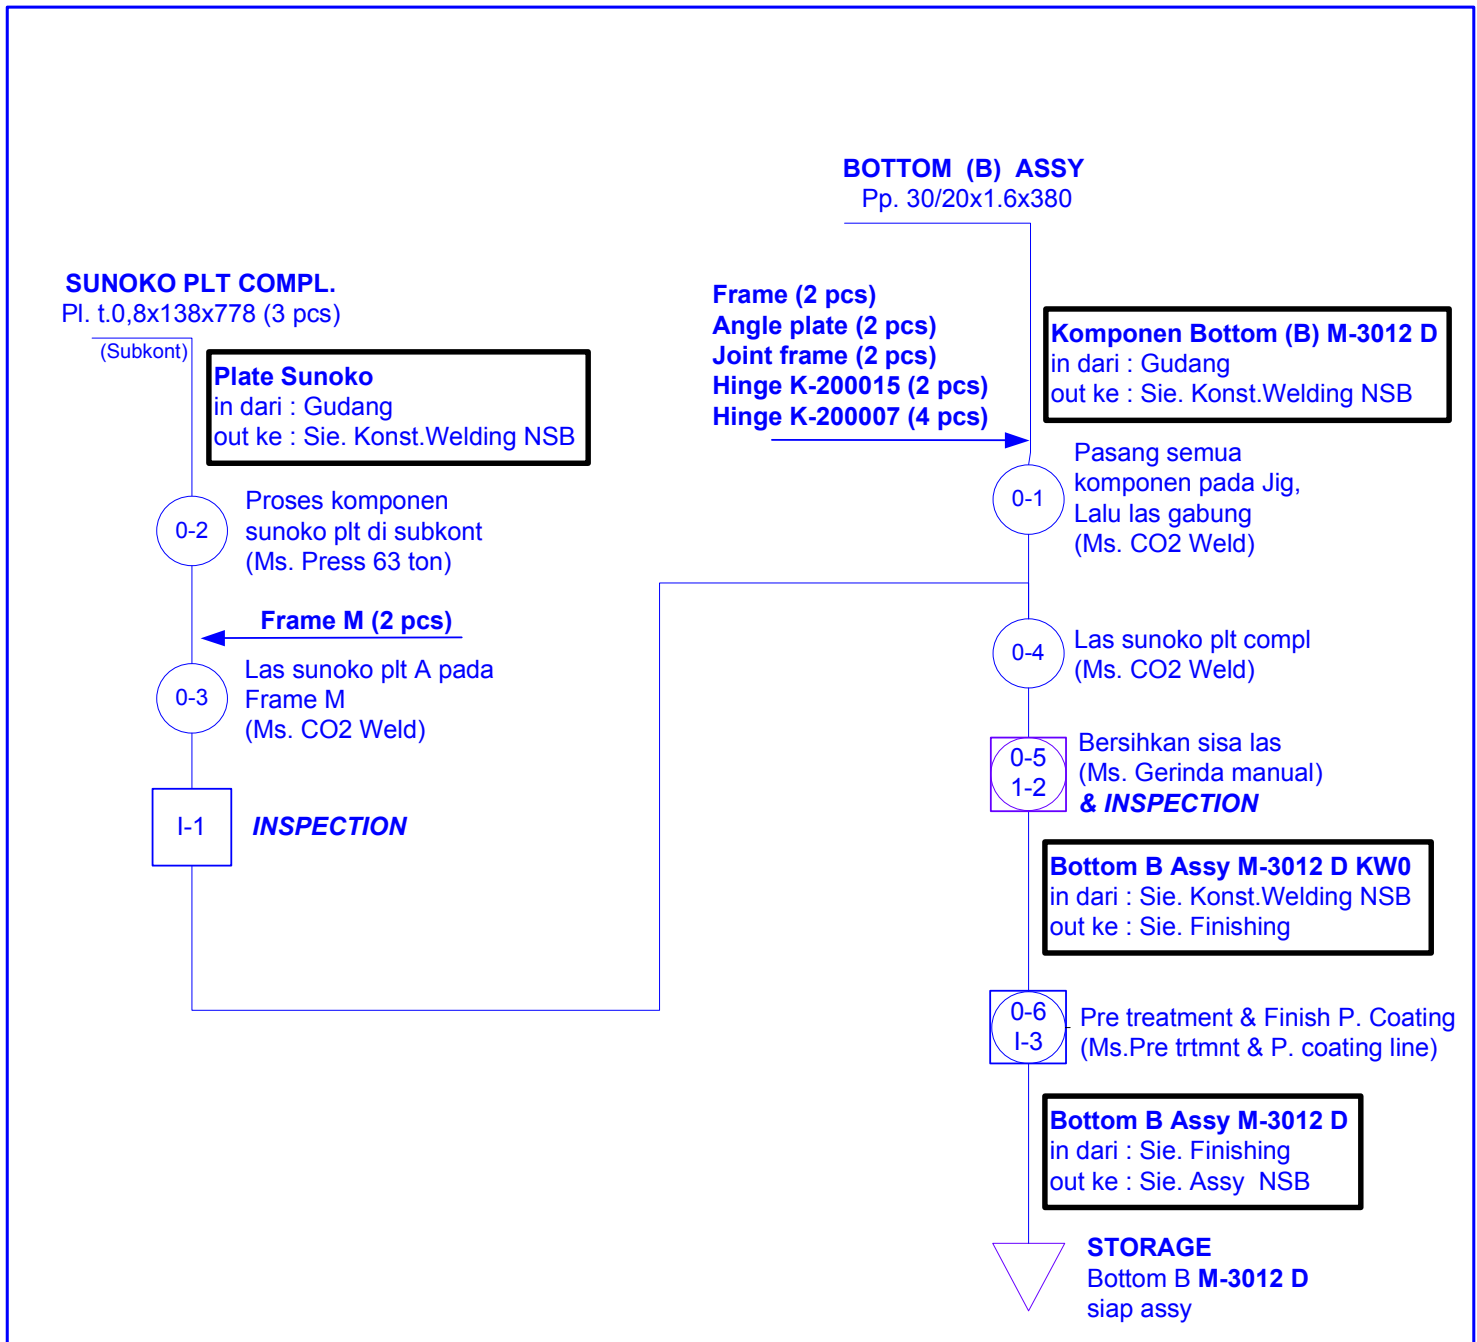 BOTTOM (B) ASSY
Pp. 30/20x1.6x380
SUNOKO PLT COMPL.
Pl. t.0,8x138x778 (3 pcs)
(Subkont)
Plate Sunoko
in dari : Gudang
out ke : Sie. Konst.Welding NSB
Frame (2 pcs)
Angle plate (2 pcs)
Joint frame (2 pcs)
Hinge K-200015 (2 pcs)
Hinge K-200007 (4 pcs)
Komponen Bottom (B) M-3012 D
in dari : Gudang
out ke : Sie. Konst.Welding NSB
0-1
Pasang semua
komponen pada Jig,
Lalu las gabung
(Ms. CO2 Weld)
0-2
Proses komponen
sunoko plt di subkont
(Ms. Press 63 ton)
Frame M (2 pcs)
0-3
Las sunoko plt A pada
Frame M
(Ms. CO2 Weld)
I-1
INSPECTION
0-4
Las sunoko plt compl
(Ms. CO2 Weld)
0-5
1-2
Bersihkan sisa las
(Ms. Gerinda manual)
& INSPECTION
Bottom B Assy M-3012 D KW0
in dari : Sie. Konst.Welding NSB
out ke : Sie. Finishing
0-6
I-3
Pre treatment & Finish P. Coating
(Ms.Pre trtmnt & P. coating line)
Bottom B Assy M-3012 D
in dari : Sie. Finishing
out ke : Sie. Assy NSB
STORAGE
Bottom B M-3012 D
siap assy